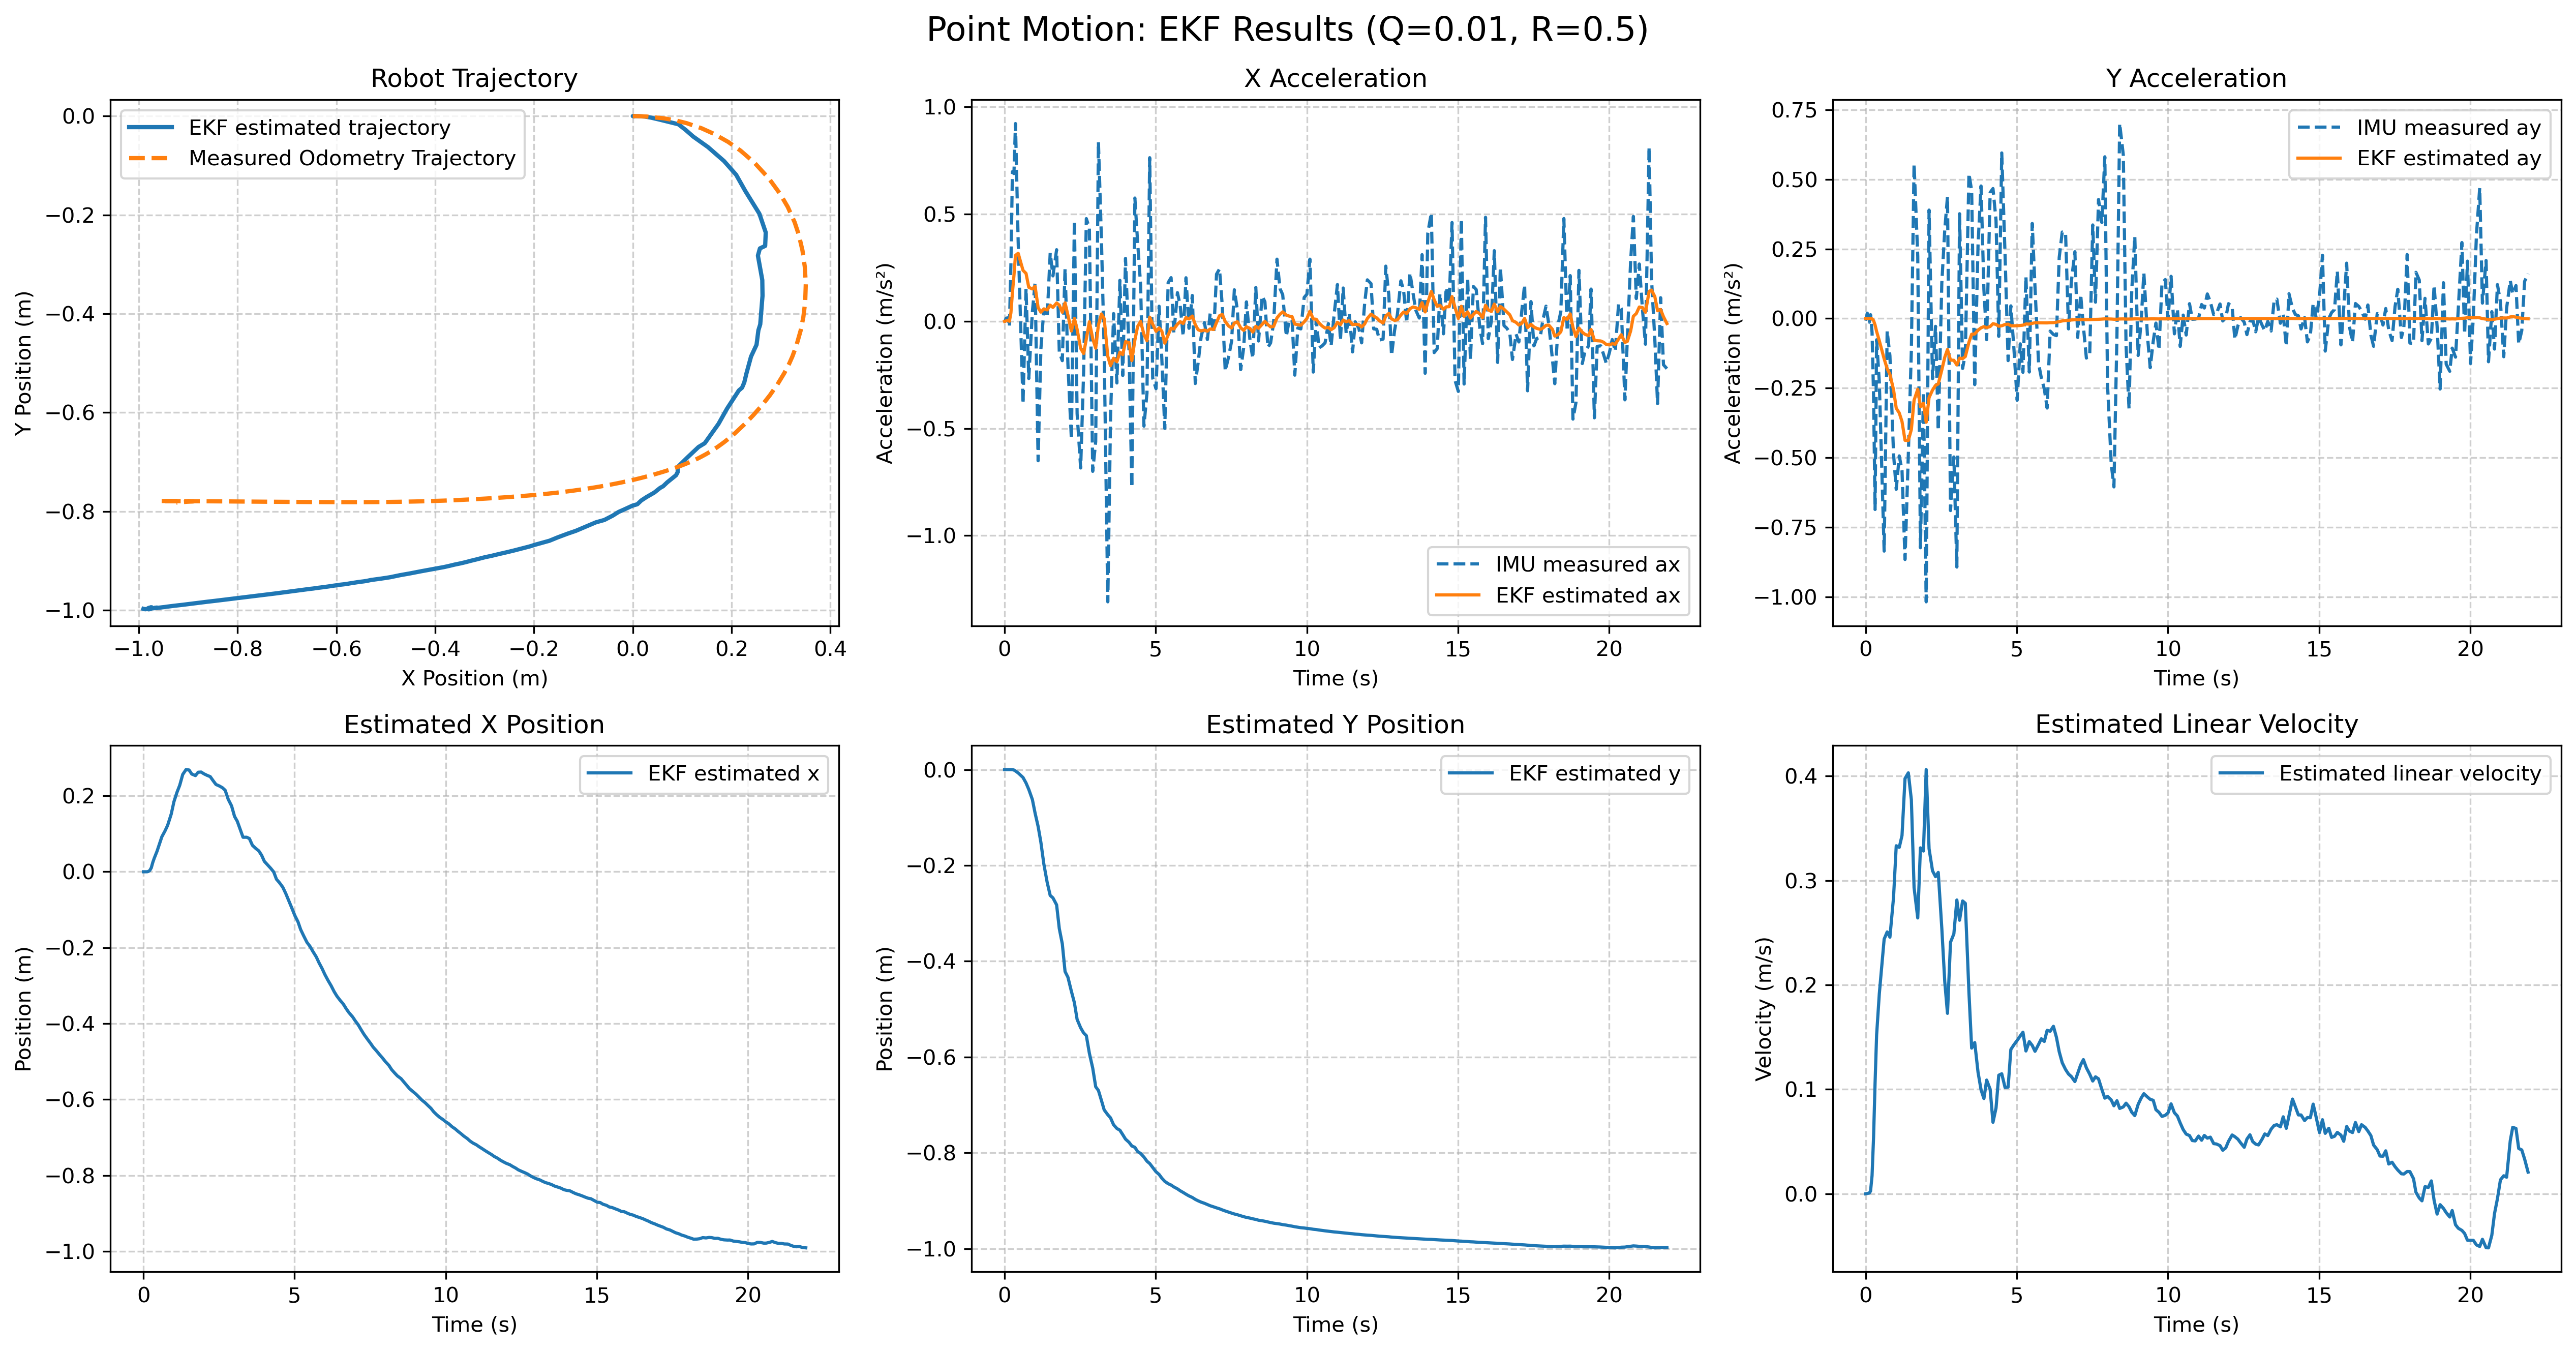 Point Motion: EKF Results (Q=0.01, R=0.5)
Robot Trajectory
EKF estimated trajectory
Measured Odometry Trajectory
0.0
−0.2
−0.4
−0.6
−0.8
−1.0
Y Position (m)
−1.0 −0.8 −0.6 −0.4 −0.2 0.0 0.2 0.4
X Position (m)
X Acceleration
1.0
0.5
0.0
−0.5
−1.0
Acceleration (m/s²)
IMU measured ax
EKF estimated ax
0 5 10 15 20
Time (s)
Y Acceleration
IMU measured ay
EKF estimated ay
0.75
0.50
0.25
0.00
−0.25
−0.50
−0.75
−1.00
Acceleration (m/s²)
0 5 10 15 20
Time (s)
Estimated X Position
EKF estimated x
0.2
0.0
−0.2
−0.4
−0.6
−0.8
−1.0
Position (m)
0 5 10 15 20
Time (s)
Estimated Y Position
EKF estimated y
0.0
−0.2
−0.4
−0.6
−0.8
−1.0
Position (m)
0 5 10 15 20
Time (s)
Estimated Linear Velocity
Estimated linear velocity
0.4
0.3
0.2
0.1
0.0
Velocity (m/s)
0 5 10 15 20
Time (s)